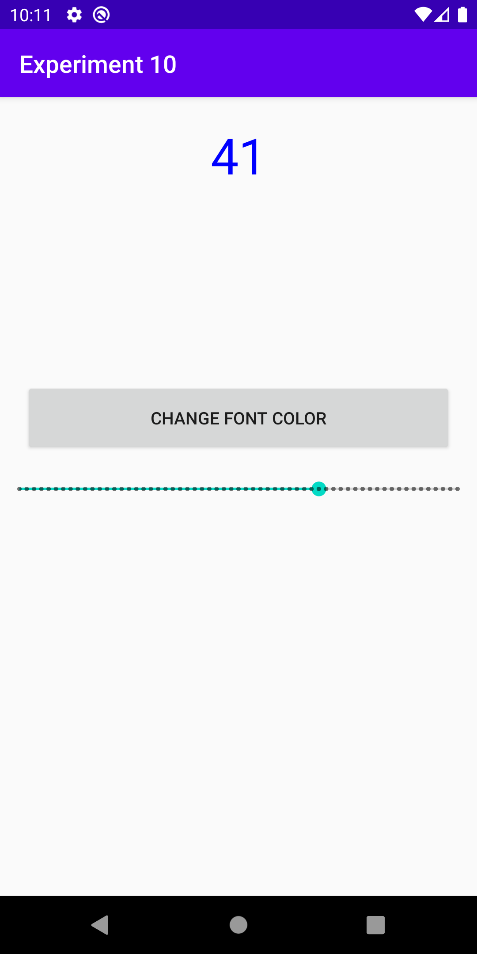 10:11
Experiment 10
41
CHANGE FONT COLOR